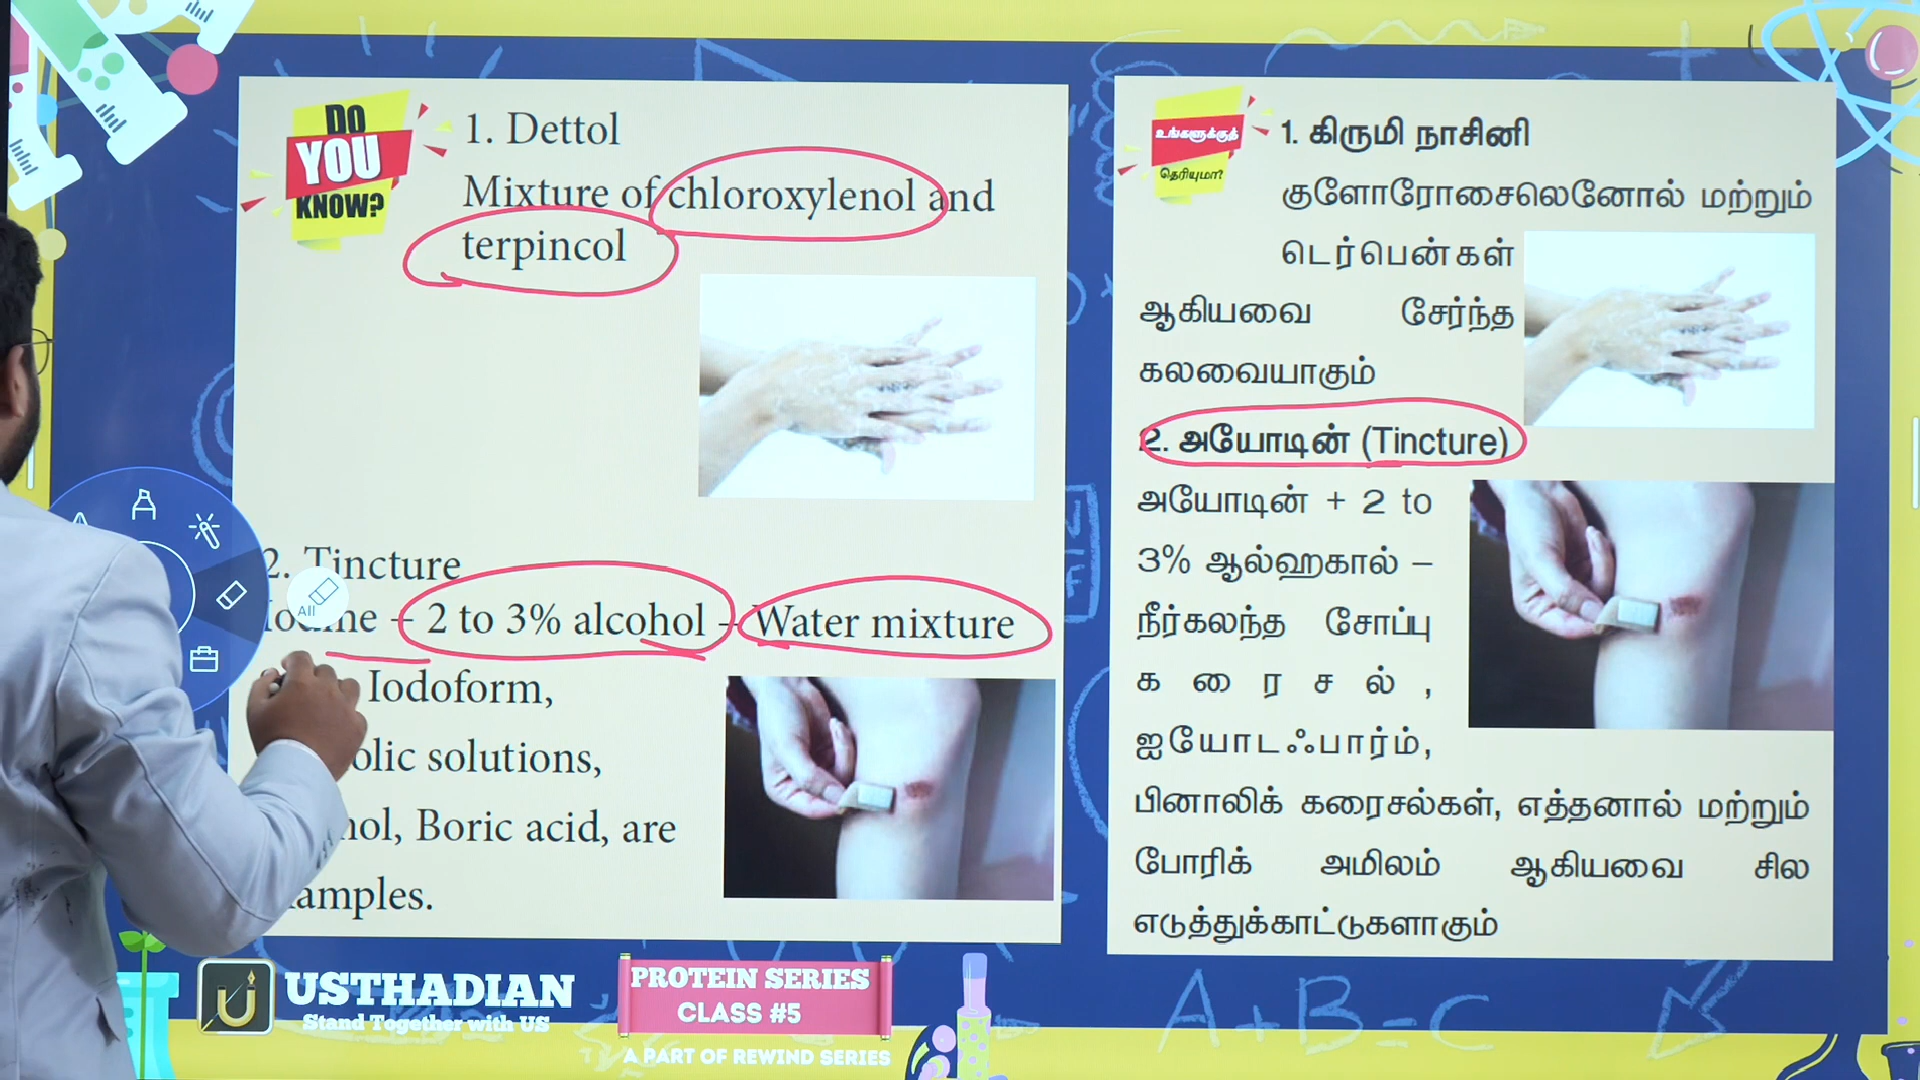 DO
YOU
KNOW?
1. Dettol
Mixture of chloroxylenol and
terpincol
2. Tincture
Iodine – 2 to 3% alcohol – Water mixture
Iodoform,
solutions,
Boric acid, are
All
உங்களுக்குத்
தெரியுமா?
1. கிருமி நாசினி
குளோரோசைலெனோல் மற்றும்
டெர்பென்கள்
ஆகியவை சேர்ந்த
கலவையாகும்
2. அயோடின் (Tincture)
அயோடின் + 2 to
3% ஆல்ஹகால் –
நீர்கலந்த சோப்பு
க ரை ச ல் ,
ஐயோடஃபார்ம்,
பினாலிக் கரைசல்கள், எத்தனால் மற்றும்
போரிக் அமிலம் ஆகியவை சில
எடுத்துக்காட்டுகளாகும்
USTHADIAN
Stand Together with US
PROTEIN SERIES
CLASS #5
A PART OF REWIND SERIES
A+B=C